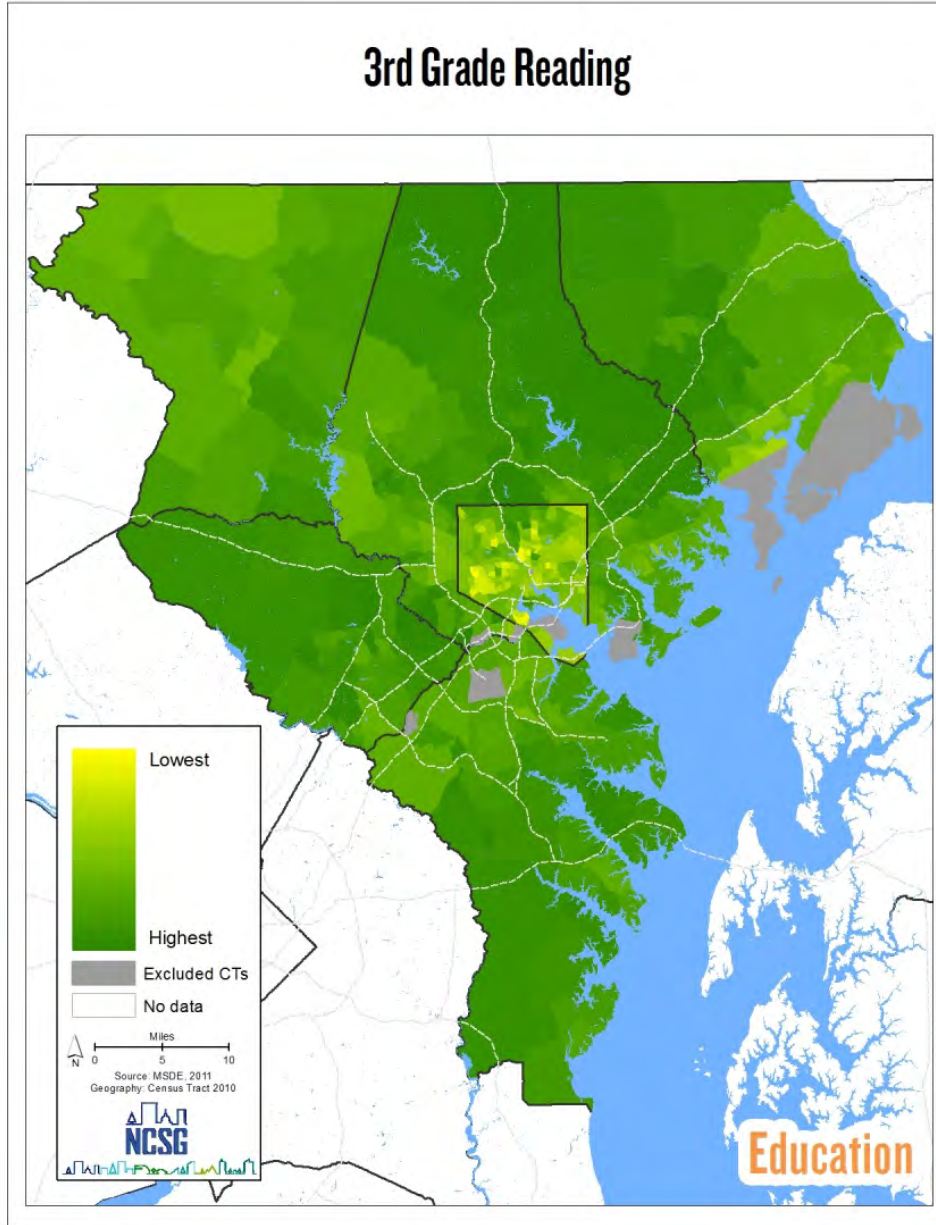 3rd Grade Reading
Lowest
Highest
Excluded CTs
No data
Miles
N
0 5 10
Source: MSDE, 2011
Geography: Census Tract 2010
NCSG
Education